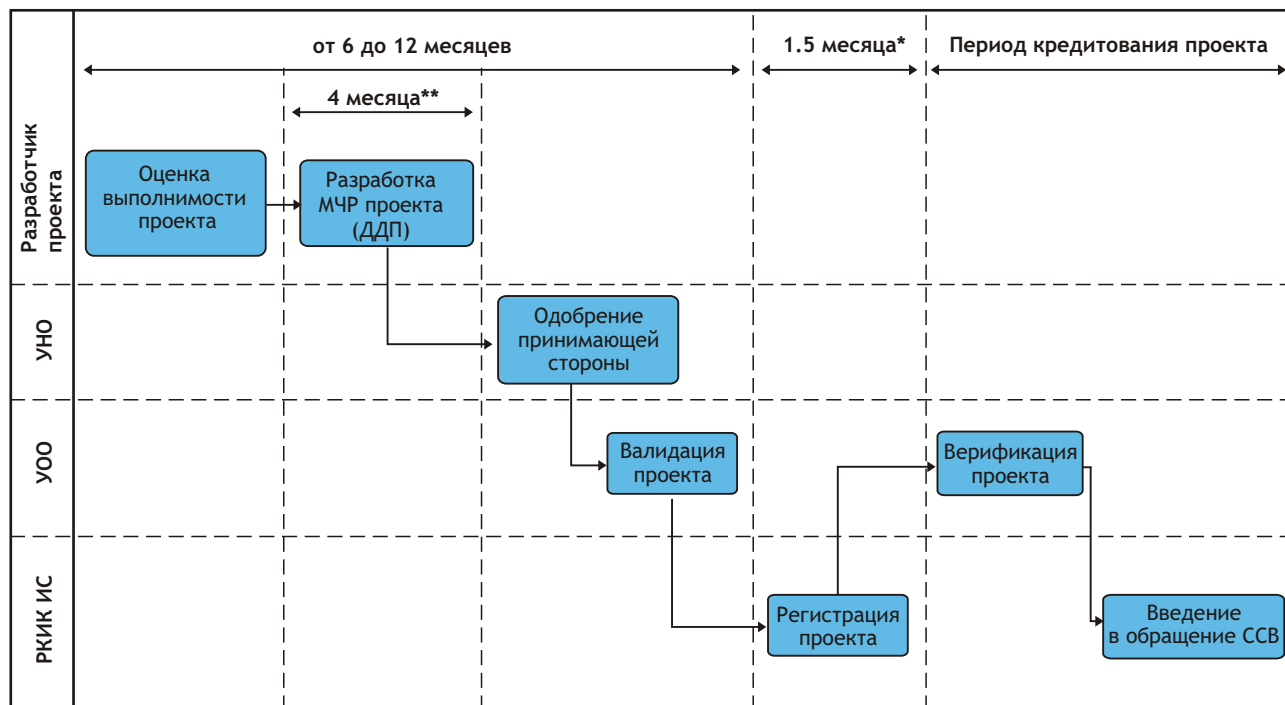 от 6 до 12 месяцев
1.5 месяца*
Период кредитования проекта
4 месяца**
Разработчик
проекта
Оценка
выполнимости
проекта
Разработка
МЧР проекта
(ДДП)
УНО
Одобрение
принимающей
стороны
УОО
Валидация
проекта
Верификация
проекта
РКИК ИС
Регистрация
проекта
Введение
в обращение ССВ